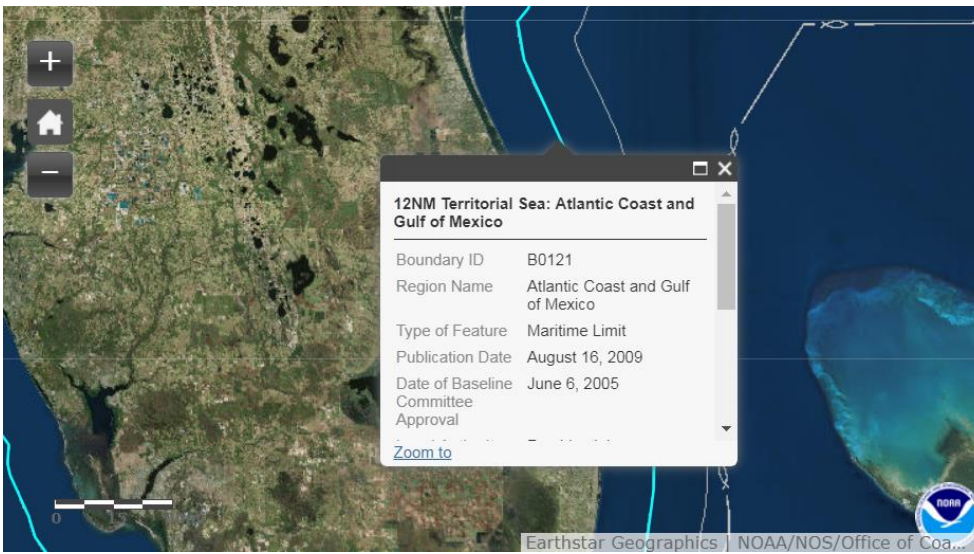 +
−
12NM Territorial Sea: Atlantic Coast and
Gulf of Mexico
Boundary ID B0121
Region Name Atlantic Coast and Gulf
of Mexico
Type of Feature Maritime Limit
Publication Date August 16, 2009
Date of Baseline June 6, 2005
Committee
Approval
Zoom to
0
NOAA
Earthstar Geographics | NOAA/NOS/Office of Coa...